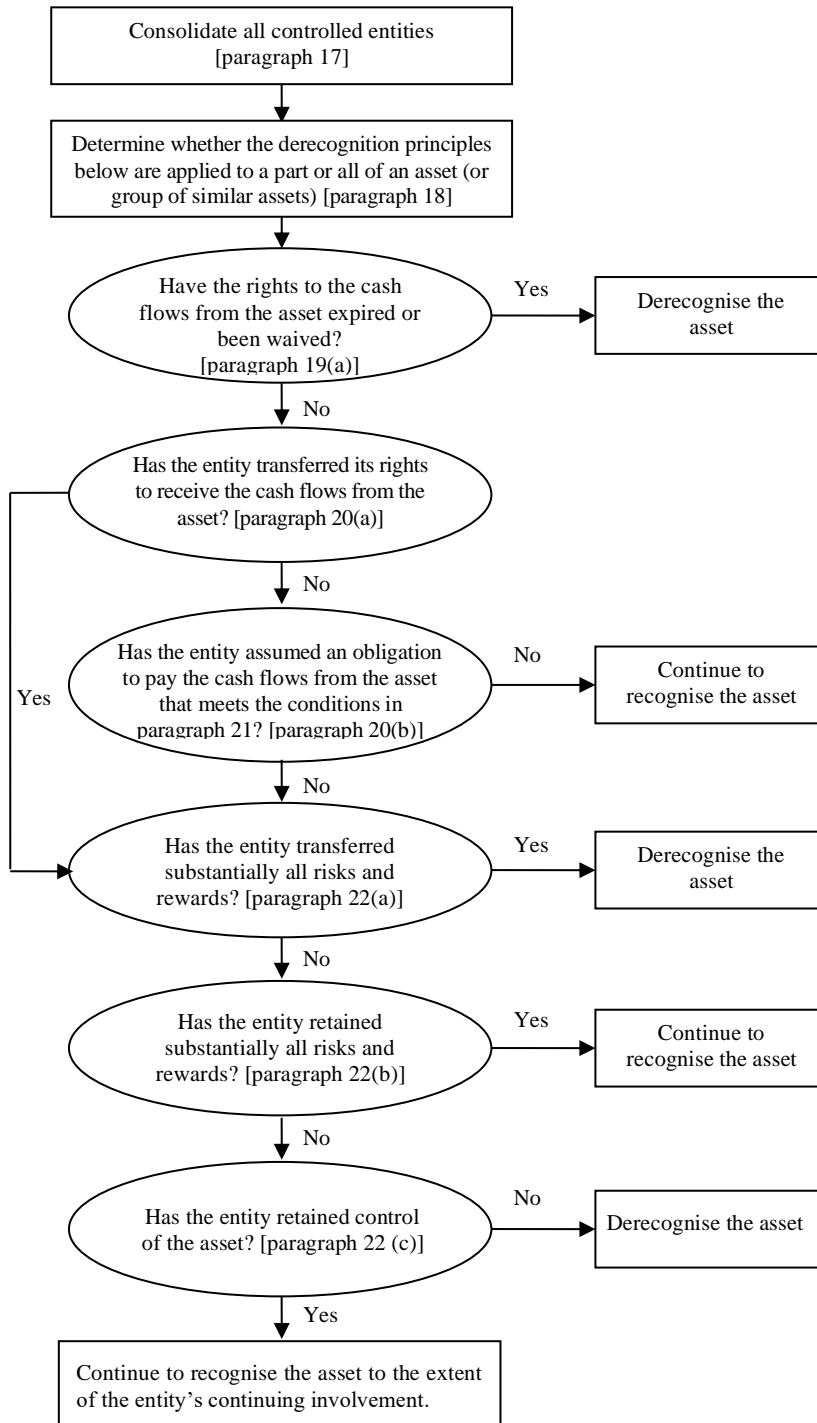 Consolidate all controlled entities
[paragraph 17]
Determine whether the derecognition principles
below are applied to a part or all of an asset (or
group of similar assets) [paragraph 18]
Have the rights to the cash
flows from the asset expired or
been waived?
[paragraph 19(a)]
Yes
Derecognise the
asset
No
Has the entity transferred its rights
to receive the cash flows from the
asset? [paragraph 20(a)]
No
Has the entity assumed an obligation
to pay the cash flows from the asset
that meets the conditions in
paragraph 21? [paragraph 20(b)]
No
Continue to
recognise the asset
Yes
No
Has the entity transferred
substantially all risks and
rewards? [paragraph 22(a)]
Yes
Derecognise the
asset
No
Has the entity retained
substantially all risks and
rewards? [paragraph 22(b)]
Yes
Continue to
recognise the asset
No
Has the entity retained control
of the asset? [paragraph 22 (c)]
No
Derecognise the asset
Yes
Continue to recognise the asset to the extent
of the entity’s continuing involvement.